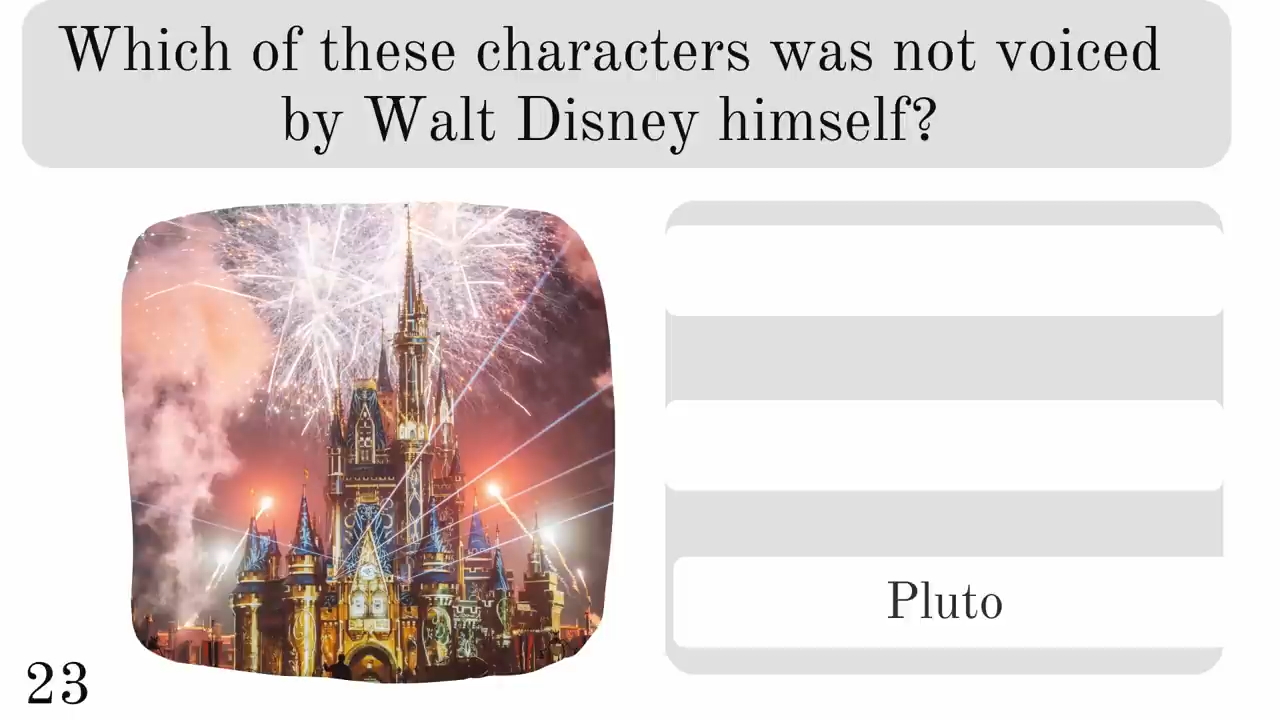 Which of these characters was not voiced
by Walt Disney himself?
Pluto
23